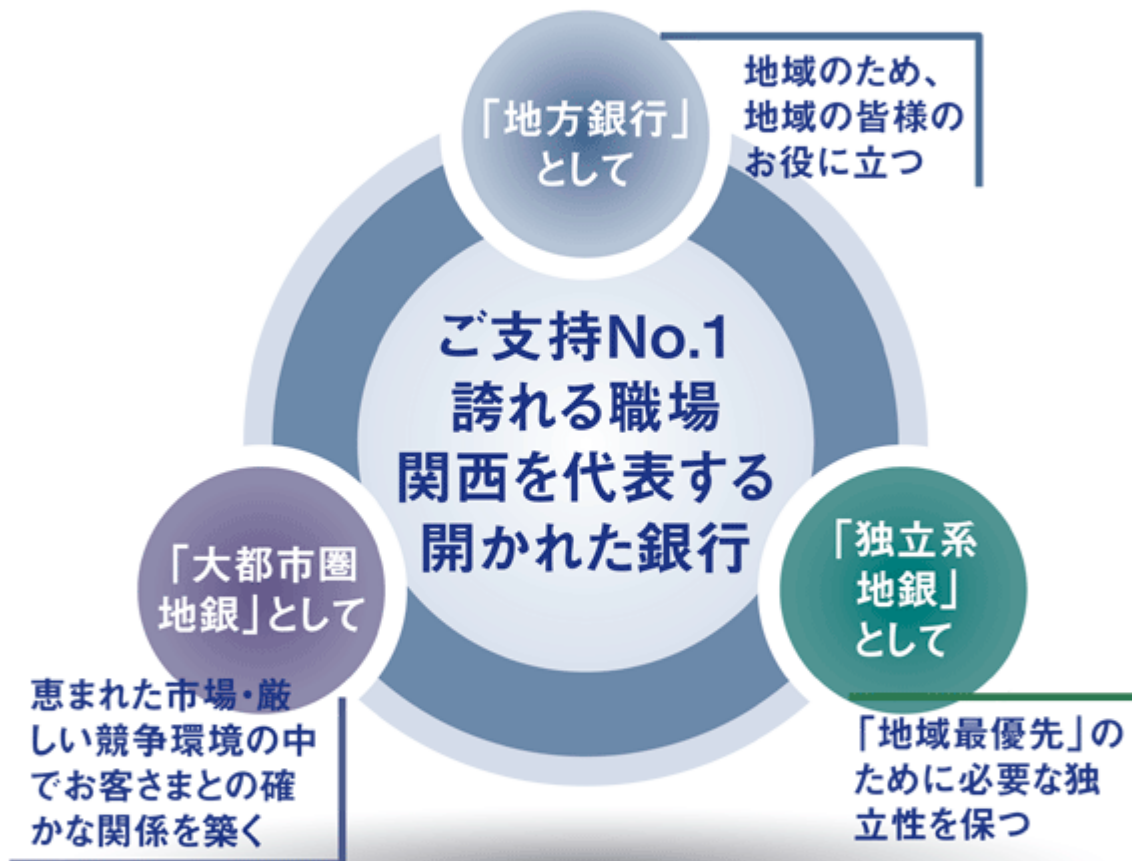 「地方銀行」
として
地域のため、
地域の皆様の
お役に立つ
ご支持No.1
誇れる職場
関西を代表する
開かれた銀行
「大都市圏
地銀」として
恵まれた市場・厳
しい競争環境の中
でお客さまとの確
かな関係を築く
「独立系
地銀」
として
「地域最優先」の
ために必要な独
立性を保つ